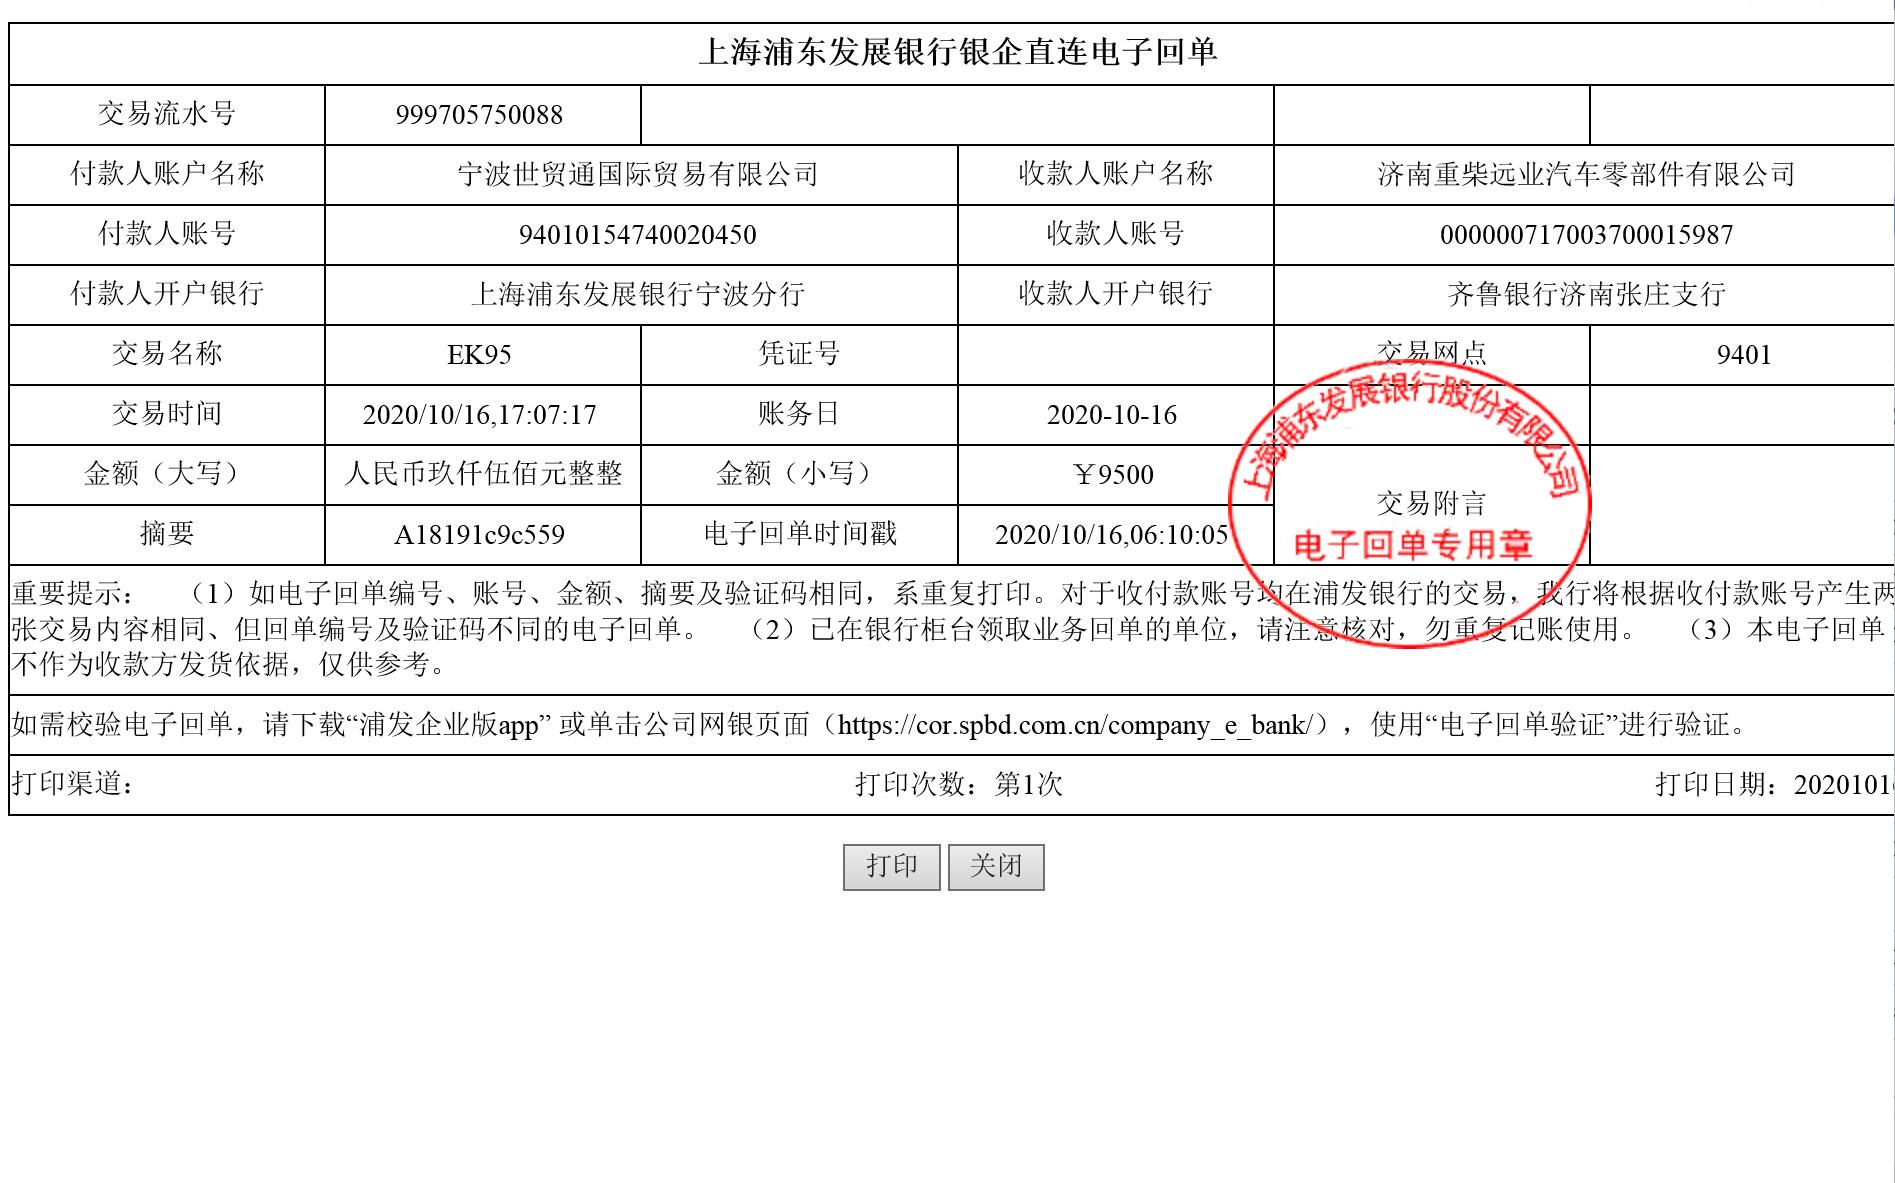 上海浦东发展银行银企直连电子回单
交易流水号 999705750088
付款人账户名称 宁波世贸通国际贸易有限公司 收款人账户名称 济南重柴远业汽车零部件有限公司
付款人账号 94010154740020450 收款人账号 000000717003700015987
付款人开户银行 上海浦东发展银行宁波分行 收款人开户银行 齐鲁银行济南张庄支行
交易名称 EK95 凭证号 交易网点 9401
交易时间 2020/10/16,17:07:17 账务日 2020-10-16
金额（大写） 人民币玖仟伍佰元整整 金额（小写） ￥9500
交易附言
摘要 A18191c9c559 电子回单时间戳 2020/10/16,06:10:05
上海浦东发展银行股份有限公司
电子回单专用章
重要提示： （1）如电子回单编号、账号、金额、摘要及验证码相同，系重复打印。对于收付款账号均在浦发银行的交易，我行将根据收付款账号产生两
张交易内容相同、但回单编号及验证码不同的电子回单。 （2）已在银行柜台领取业务回单的单位，请注意核对，勿重复记账使用。 （3）本电子回单
不作为收款方发货依据，仅供参考。
如需校验电子回单，请下载“浦发企业版app” 或单击公司网银页面（https://cor.spbd.com.cn/company_e_bank/），使用“电子回单验证”进行验证。
打印渠道： 打印次数：第1次 打印日期：2020101
打印 关闭